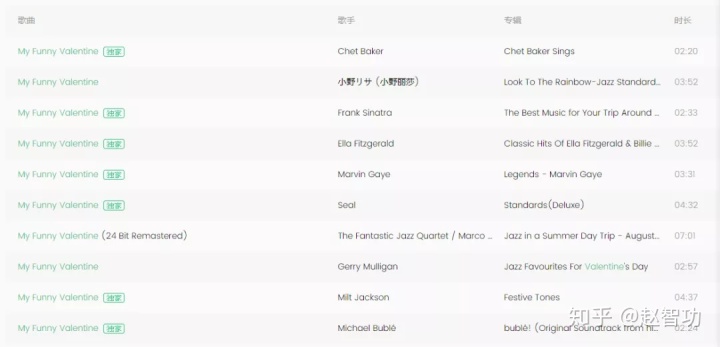 歌曲 歌手 专辑 时长
My Funny Valentine 独家 Chet Baker Chet Baker Sings 02:20
My Funny Valentine 小野リサ (小野丽莎) Look To The Rainbow-Jazz Standard... 03:52
My Funny Valentine 独家 Frank Sinatra The Best Music for Your Trip Around ... 02:33
My Funny Valentine 独家 Ella Fitzgerald Classic Hits Of Ella Fitzgerald & Billie ... 03:52
My Funny Valentine 独家 Marvin Gaye Legends - Marvin Gaye 03:31
My Funny Valentine 独家 Seal Standards(Deluxe) 04:32
My Funny Valentine (24 Bit Remastered) The Fantastic Jazz Quartet / Marco ... Jazz in a Summer Day Trip - August... 07:01
My Funny Valentine Gerry Mulligan Jazz Favourites For Valentine's Day 02:57
My Funny Valentine 独家 Milt Jackson Festive Tones 04:37
My Funny Valentine 独家 Michael Bublé bublé! (Original Soundtrack from hi... 02:24
知乎 @赵智功